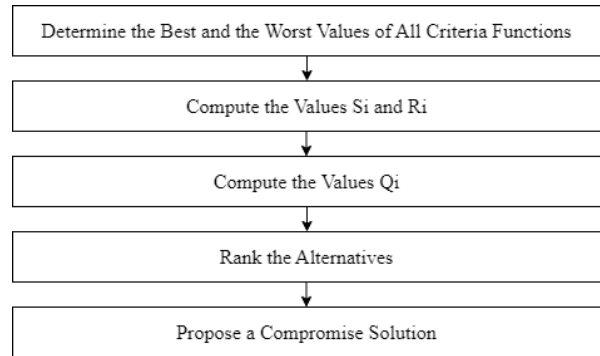 Determine the Best and the Worst Values of All Criteria Functions
Compute the Values Si and Ri
Compute the Values Qi
Rank the Alternatives
Propose a Compromise Solution